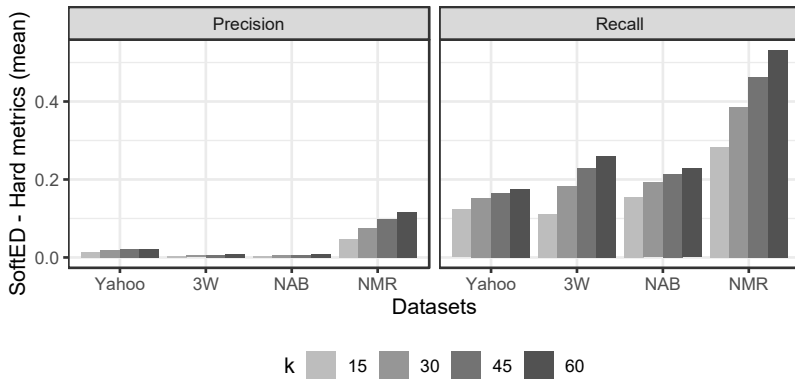 Precision
Recall
SoftED - Hard metrics (mean)
0.4
0.2
0.0
Yahoo 3W NAB NMR
Yahoo 3W NAB NMR
Datasets
k 15 30 45 60